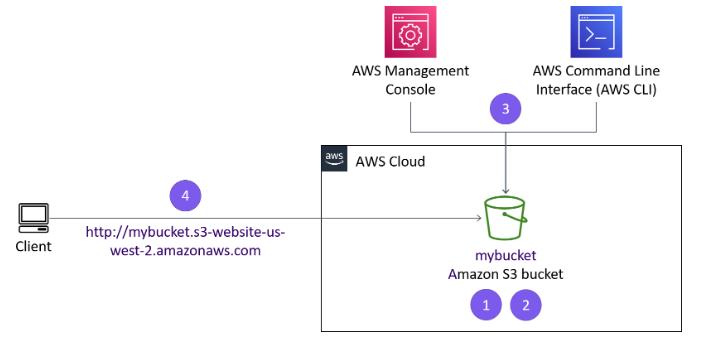 AWS Management
Console
AWS Command Line
Interface (AWS CLI)
3
aws
AWS Cloud
4
http://mybucket.s3-website-us-
west-2.amazonaws.com
Client
mybucket
Amazon S3 bucket
1 2